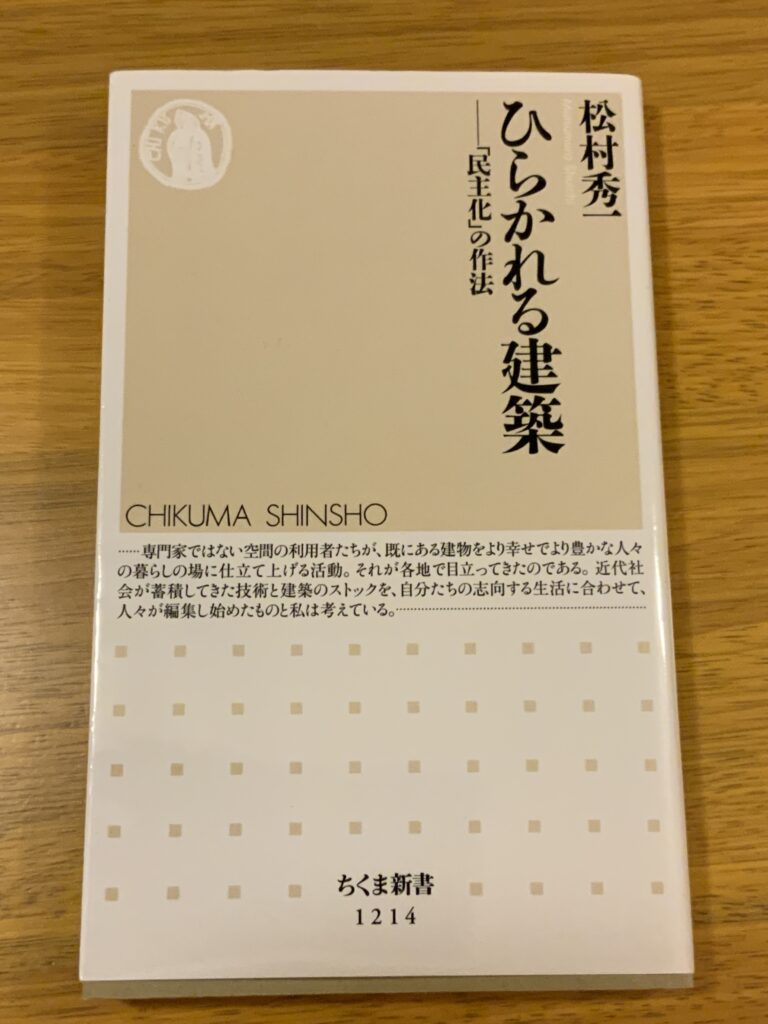 松村秀一
Matsumura Shuichi
ひらかれる建築
──「民主化」の作法
CHIKUMA SHINSHO
……専門家ではない空間の利用者たちが、既にある建物をより幸せでより豊かな人々
の暮らしの場に仕立て上げる活動。それが各地で目立ってきたのである。近代社
会が蓄積してきた技術と建築のストックを、自分たちの志向する生活に合わせて、
人々が編集し始めたものと私は考えている。……
ちくま新書
1214